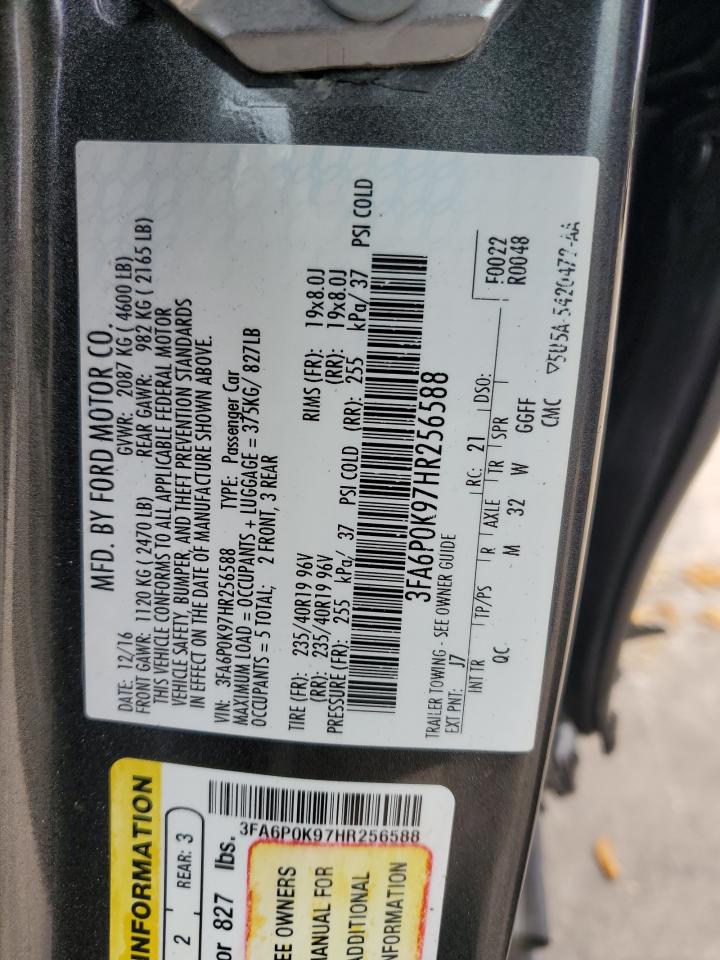 MFD. BY FORD MOTOR CO.
DATE: 12/16 GVWR: 2087 KG ( 4600 LB)
FRONT GAWR: 1120 KG ( 2470 LB) REAR GAWR: 982 KG ( 2165 LB)
THIS VEHICLE CONFORMS TO ALL APPLICABLE FEDERAL MOTOR
VEHICLE SAFETY, BUMPER, AND THEFT PREVENTION STANDARDS
IN EFFECT ON THE DATE OF MANUFACTURE SHOWN ABOVE.
VIN: 3FA6P0K97HR256588 TYPE: Passenger Car
MAXIMUM LOAD = OCCUPANTS + LUGGAGE = 375KG/ 827LB
OCCUPANTS = 5 TOTAL; 2 FRONT, 3 REAR
TIRE (FR): 235/40R19 96V RIMS (FR): 19x8.0J
(RR): 235/40R19 96V (RR): 19x8.0J
PRESSURE (FR): 255 kPa/ 37 PSI COLD (RR): 255 kPa/ 37 PSI COLD
3FA6P0K97HR256588
TRAILER TOWING - SEE OWNER GUIDE
EXT PNT: J7 RC: 21 DSO: F0022
R0048
INT TR TP/PS R AXLE TR SPR
QC M 32 W GGFF
CMC ▽5U5A-5420472-AA
INFORMATION
2 REAR: 3
or 827 lbs.
3FA6P0K97HR256588
EE OWNERS
ANUAL FOR
ADDITIONAL
NFORMATION